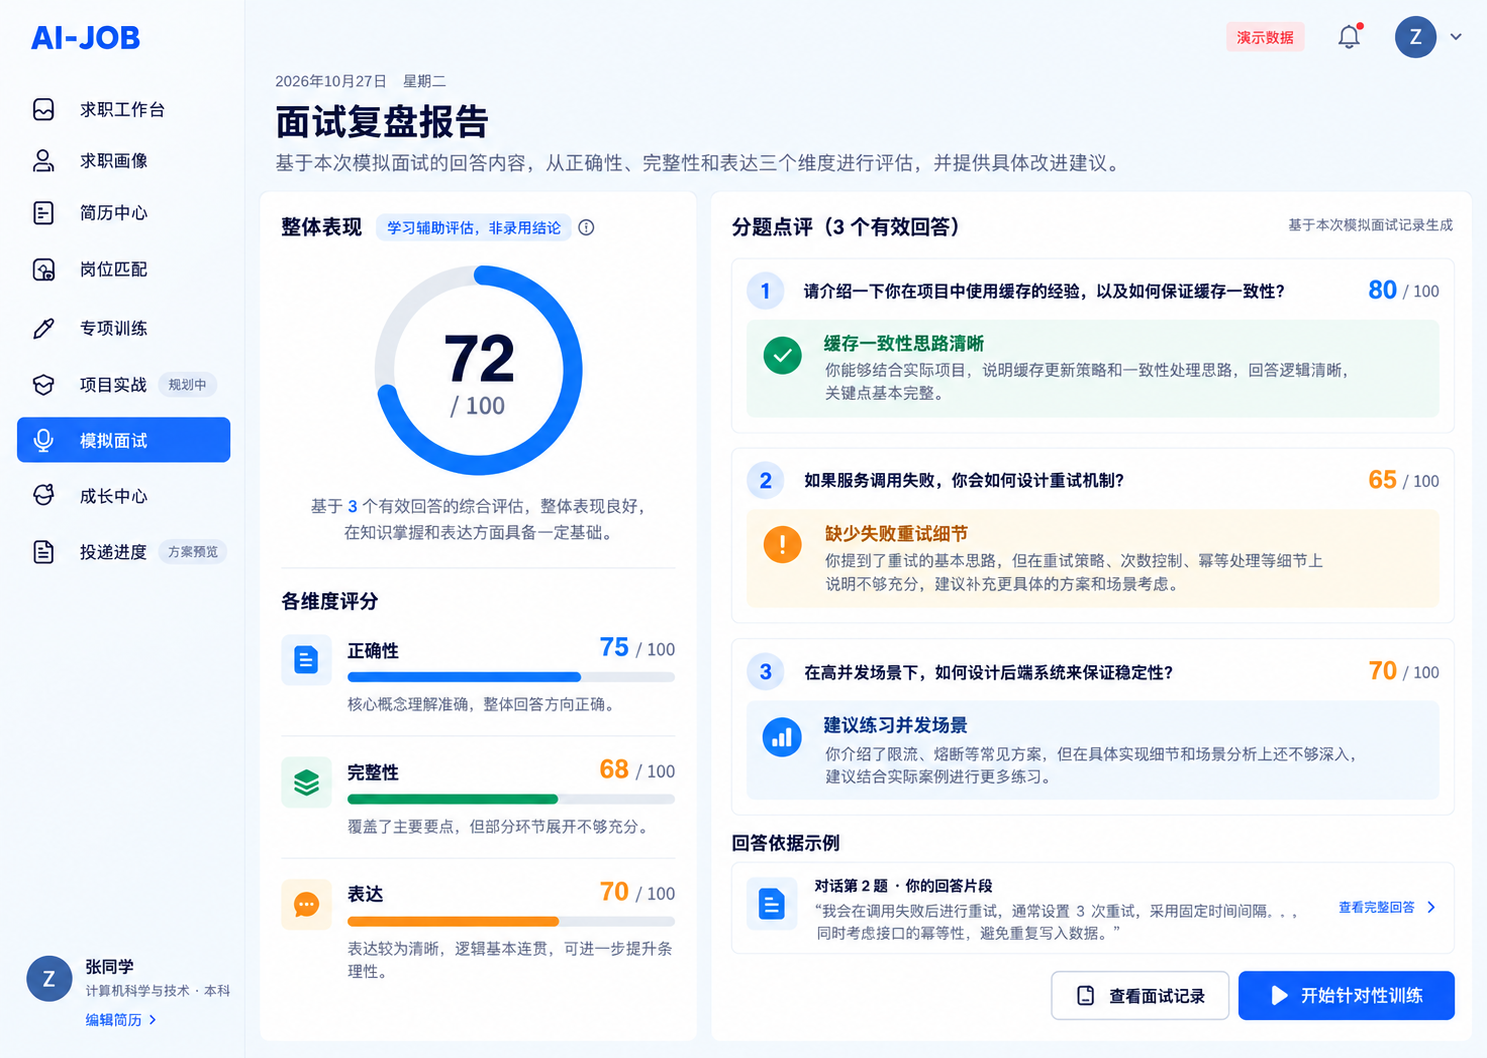 AI-JOB
求职工作台
求职画像
简历中心
岗位匹配
专项训练
项目实战 规划中
模拟面试
成长中心
投递进度 方案预览
Z
张同学
计算机科学与技术 · 本科
编辑简历
演示数据
Z
2026年10月27日 星期二
面试复盘报告
基于本次模拟面试的回答内容，从正确性、完整性和表达三个维度进行评估，并提供具体改进建议。
整体表现 学习辅助评估，非录用结论
72
/ 100
基于 3 个有效回答的综合评估，整体表现良好，
在知识掌握和表达方面具备一定基础。
各维度评分
正确性 75 / 100
核心概念理解准确，整体回答方向正确。
完整性 68 / 100
覆盖了主要要点，但部分环节展开不够充分。
表达 70 / 100
表达较为清晰，逻辑基本连贯，可进一步提升条
理性。
分题点评（3 个有效回答） 基于本次模拟面试记录生成
1 请介绍一下你在项目中使用缓存的经验，以及如何保证缓存一致性？ 80 / 100
缓存一致性思路清晰
你能够结合实际项目，说明缓存更新策略和一致性处理思路，回答逻辑清晰，
关键点基本完整。
2 如果服务调用失败，你会如何设计重试机制？ 65 / 100
缺少失败重试细节
你提到了重试的基本思路，但在重试策略、次数控制、幂等处理等细节上
说明不够充分，建议补充更具体的方案和场景考虑。
3 在高并发场景下，如何设计后端系统来保证稳定性？ 70 / 100
建议练习并发场景
你介绍了限流、熔断等常见方案，但在具体实现细节和场景分析上还不够深入，
建议结合实际案例进行更多练习。
回答依据示例
对话第 2 题 · 你的回答片段
“我会在调用失败后进行重试，通常设置 3 次重试，采用固定时间间隔．．，
同时考虑接口的幂等性，避免重复写入数据。”
查看完整回答
查看面试记录
开始针对性训练